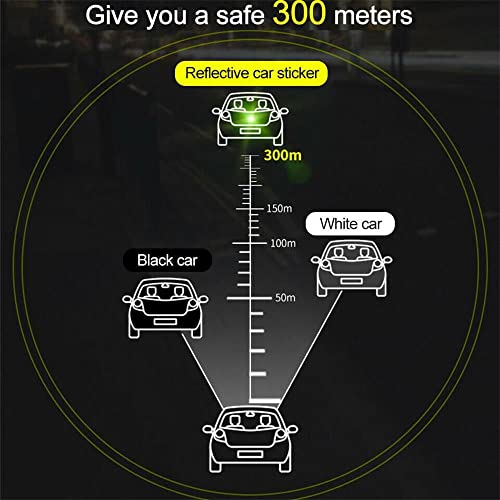 Give you a safe 300 meters
Reflective car sticker
300m
150m
White car
100m
Black car
50m